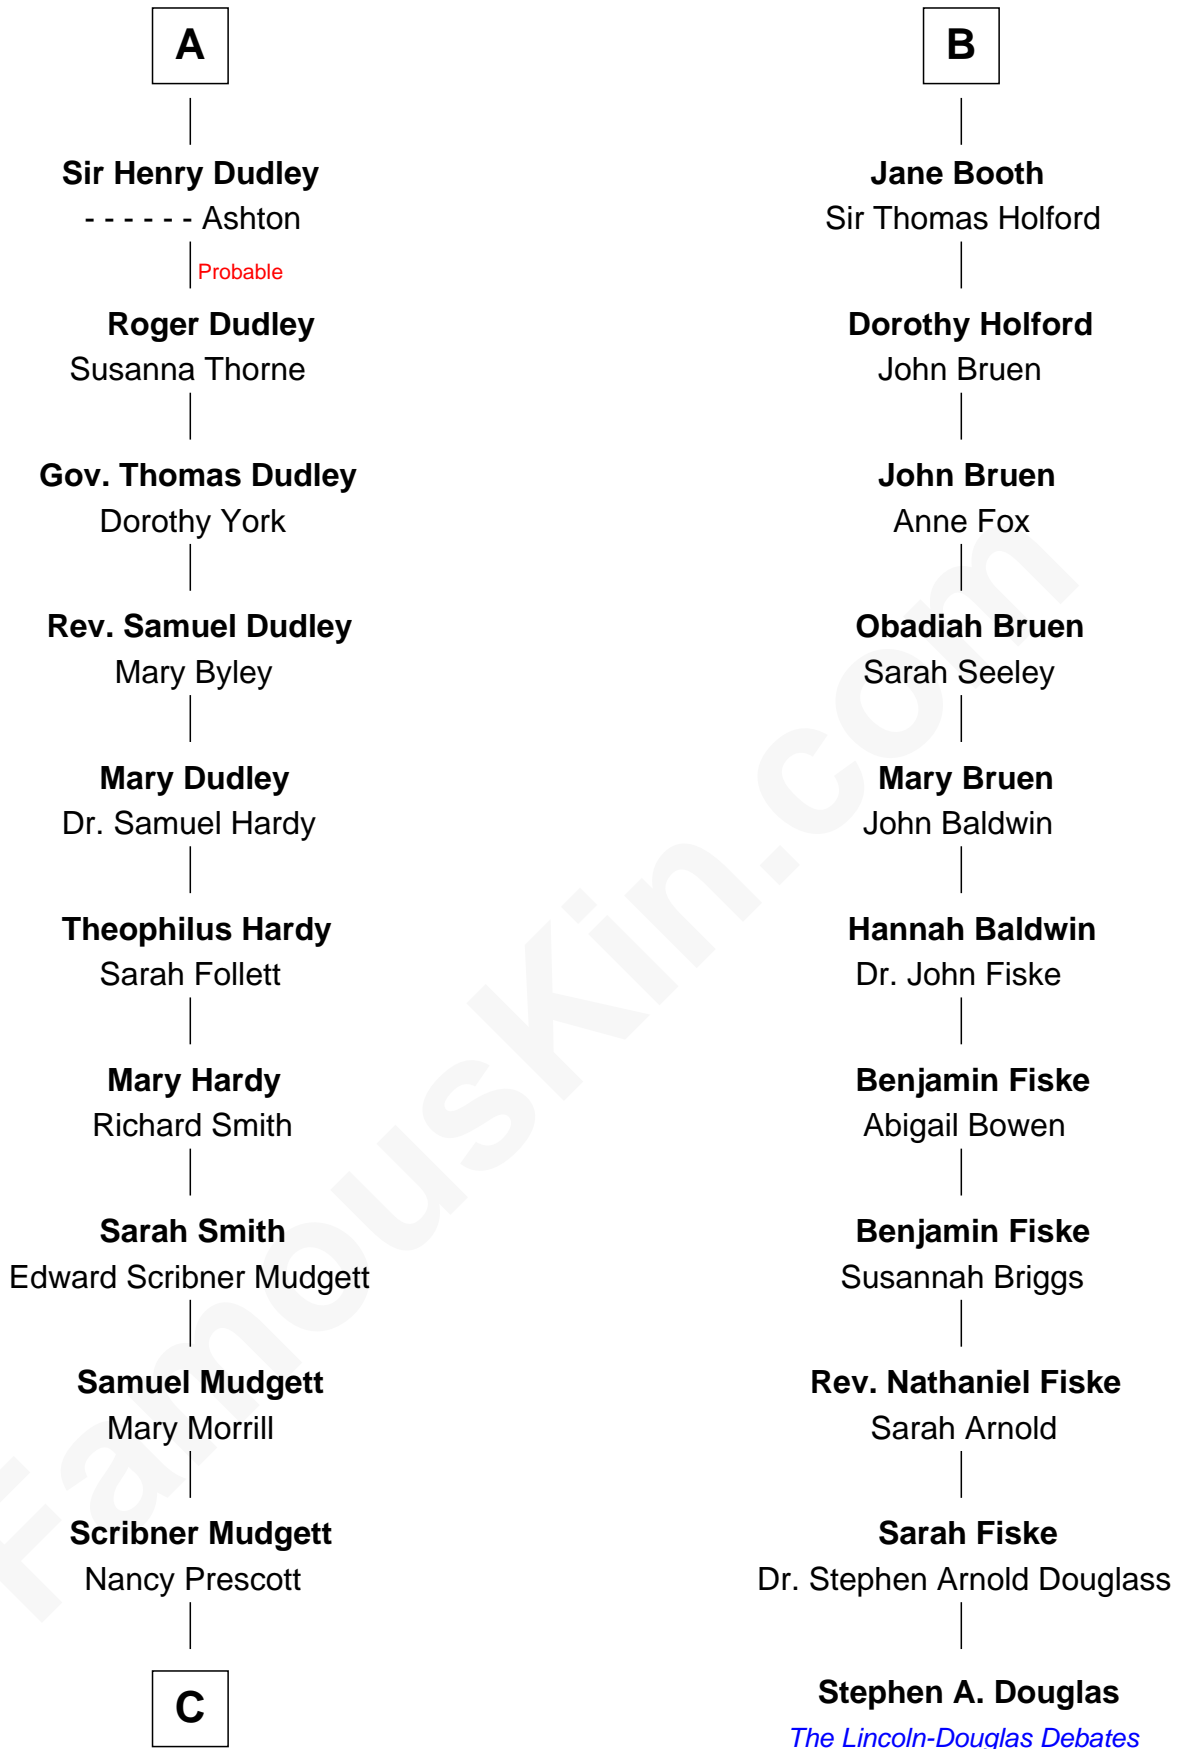 A
Sir Henry Dudley
- - - - - - Ashton
Probable
Roger Dudley
Susanna Thorne
Gov. Thomas Dudley
Dorothy York
Rev. Samuel Dudley
Mary Byley
Mary Dudley
Dr. Samuel Hardy
Theophilus Hardy
Sarah Follett
Mary Hardy
Richard Smith
Sarah Smith
Edward Scribner Mudgett
Samuel Mudgett
Mary Morrill
Scribner Mudgett
Nancy Prescott
C
B
Jane Booth
Sir Thomas Holford
Dorothy Holford
John Bruen
John Bruen
Anne Fox
Obadiah Bruen
Sarah Seeley
Mary Bruen
John Baldwin
Hannah Baldwin
Dr. John Fiske
Benjamin Fiske
Abigail Bowen
Benjamin Fiske
Susannah Briggs
Rev. Nathaniel Fiske
Sarah Arnold
Sarah Fiske
Dr. Stephen Arnold Douglass
Stephen A. Douglas
The Lincoln-Douglas Debates
FamousKin.com